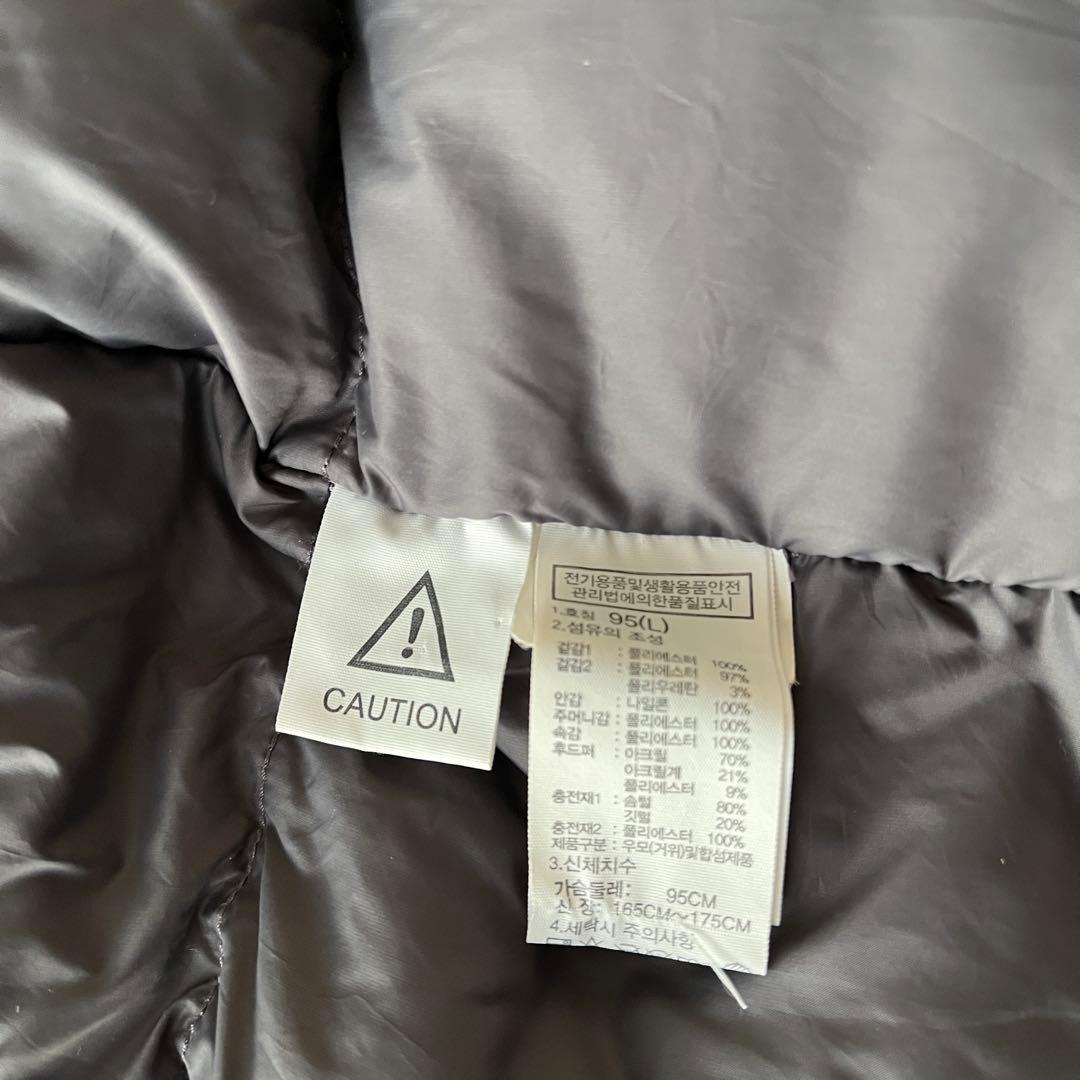 CAUTION
전기용품및생활용품안전
관리법에의한품질표시
1.호칭 95(L)
2.섬유의 조성
겉감1 : 폴리에스터 100%
겉감2 : 폴리에스터 97%
폴리우레탄 3%
안감 : 나일론 100%
주머니감 : 폴리에스터 100%
속감 : 폴리에스터 100%
후드퍼 : 아크릴 70%
아크릴계 21%
폴리에스터 9%
충전재1 : 솜털 80%
깃털 20%
충전재2 : 폴리에스터 100%
제품구분 : 우모(거위)및합성제품
3.신체치수
가슴둘레: 95CM
신 장: 165CM~175CM
4.세탁시 주의사항